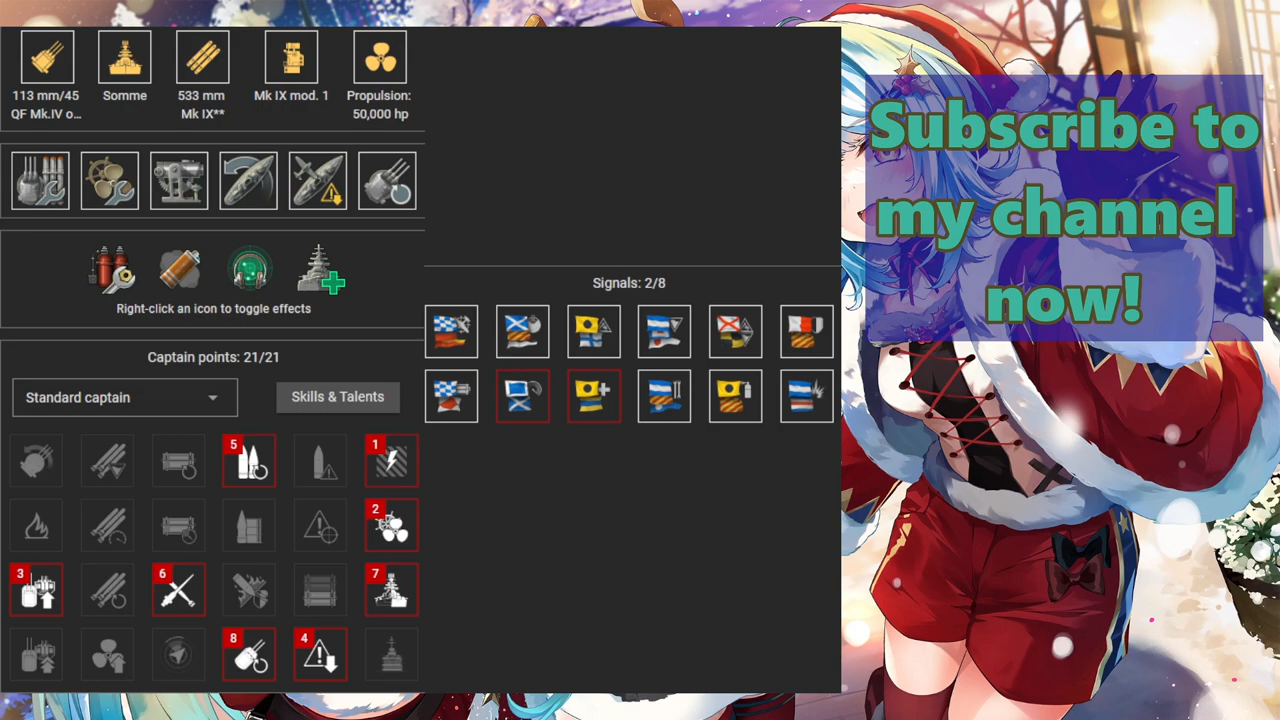 113 mm/45
QF Mk.IV o...
Somme
533 mm
Mk IX**
Mk IX mod. 1
Propulsion:
50,000 hp
Right-click an icon to toggle effects
Captain points: 21/21
Standard captain
Skills & Talents
5
1
2
3
6
7
8
4
Signals: 2/8
Subscribe to
my channel
now!